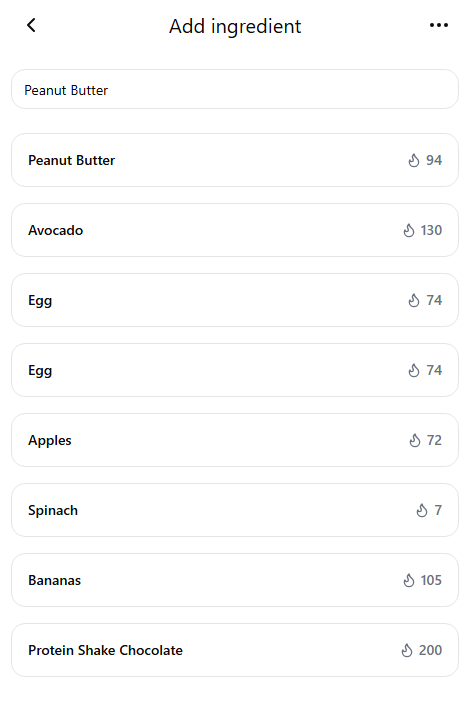 Add ingredient
Peanut Butter
Peanut Butter 94
Avocado 130
Egg 74
Egg 74
Apples 72
Spinach 7
Bananas 105
Protein Shake Chocolate 200